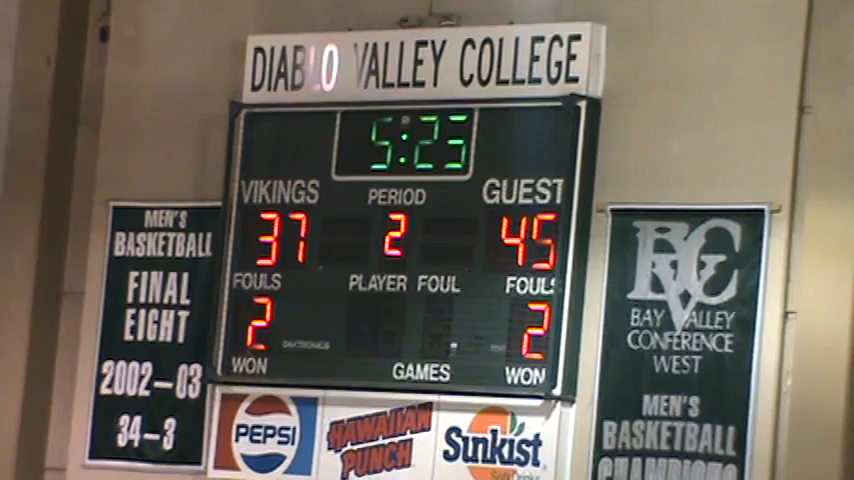 DIABLO VALLEY COLLEGE
5:25
VIKINGS PERIOD GUEST
37 2 45
FOULS PLAYER FOUL FOULS
2 2
DAKTRONICS
WON GAMES WON
MEN'S
BASKETBALL
FINAL
EIGHT
2002-03
34-3
BVC
BAY VALLEY
CONFERENCE
WEST
MEN'S
BASKETBALL
CHAMPIONS
PEPSI
HAWAIIAN
PUNCH
Sunkist
Soft Drinks